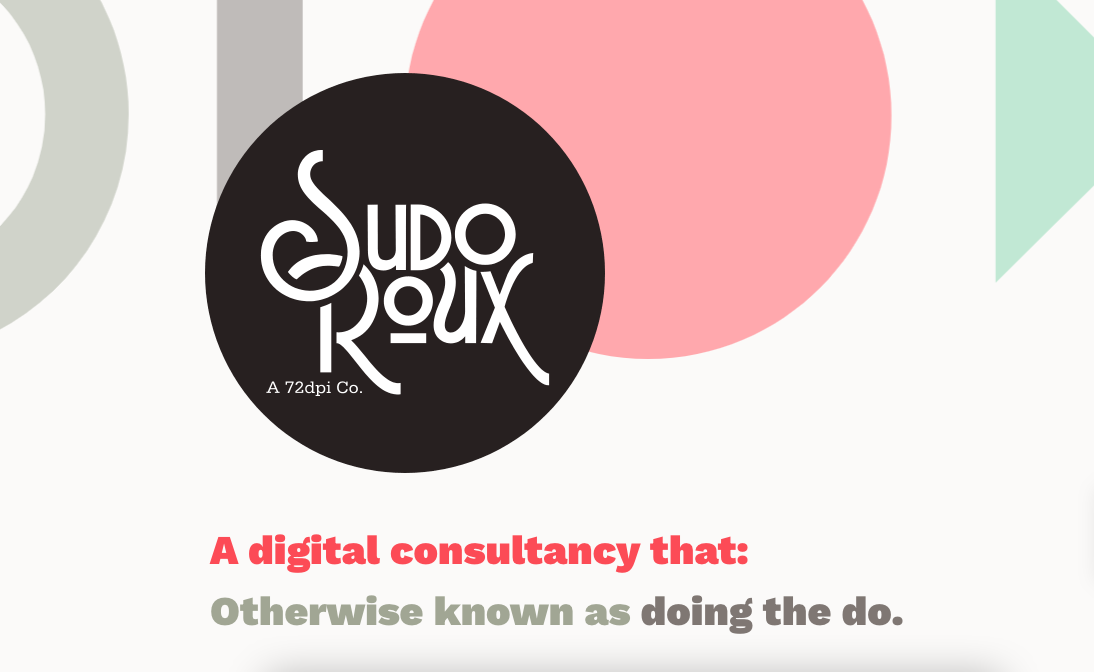 SUDO
ROUX
A 72dpi Co.
A digital consultancy that:
Otherwise known as doing the do.